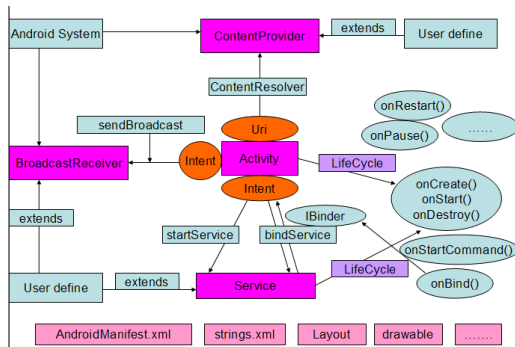 Android System
ContentProvider
extends
User define
ContentResolver
onRestart()
sendBroadcast
Uri
onPause()
.......
BroadcastReceiver
Intent
Activity
LifeCycle
Intent
onCreate()
onStart()
onDestroy()
extends
IBinder
startService
bindService
onStartCommand()
LifeCycle
onBind()
User define
extends
Service
AndroidManifest.xml
strings.xml
Layout
drawable
.......